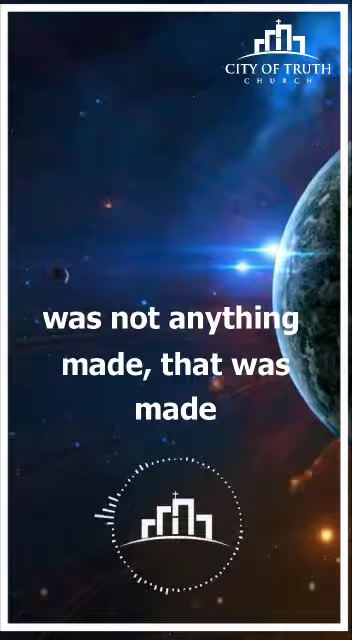 CITY OF TRUTH
CHURCH
was not anything
made, that was
made